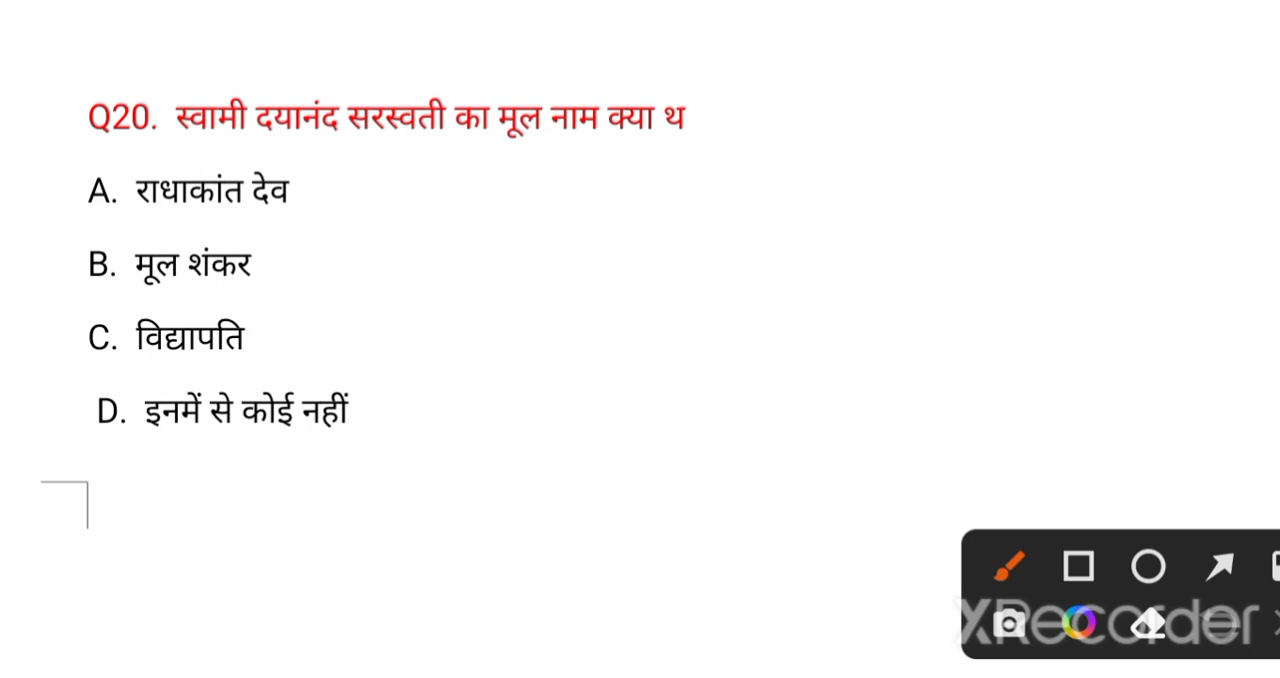 Q20. स्वामी दयानंद सरस्वती का मूल नाम क्या थ
A. राधाकांत देव
B. मूल शंकर
C. विद्यापति
D. इनमें से कोई नहीं
XRecorder